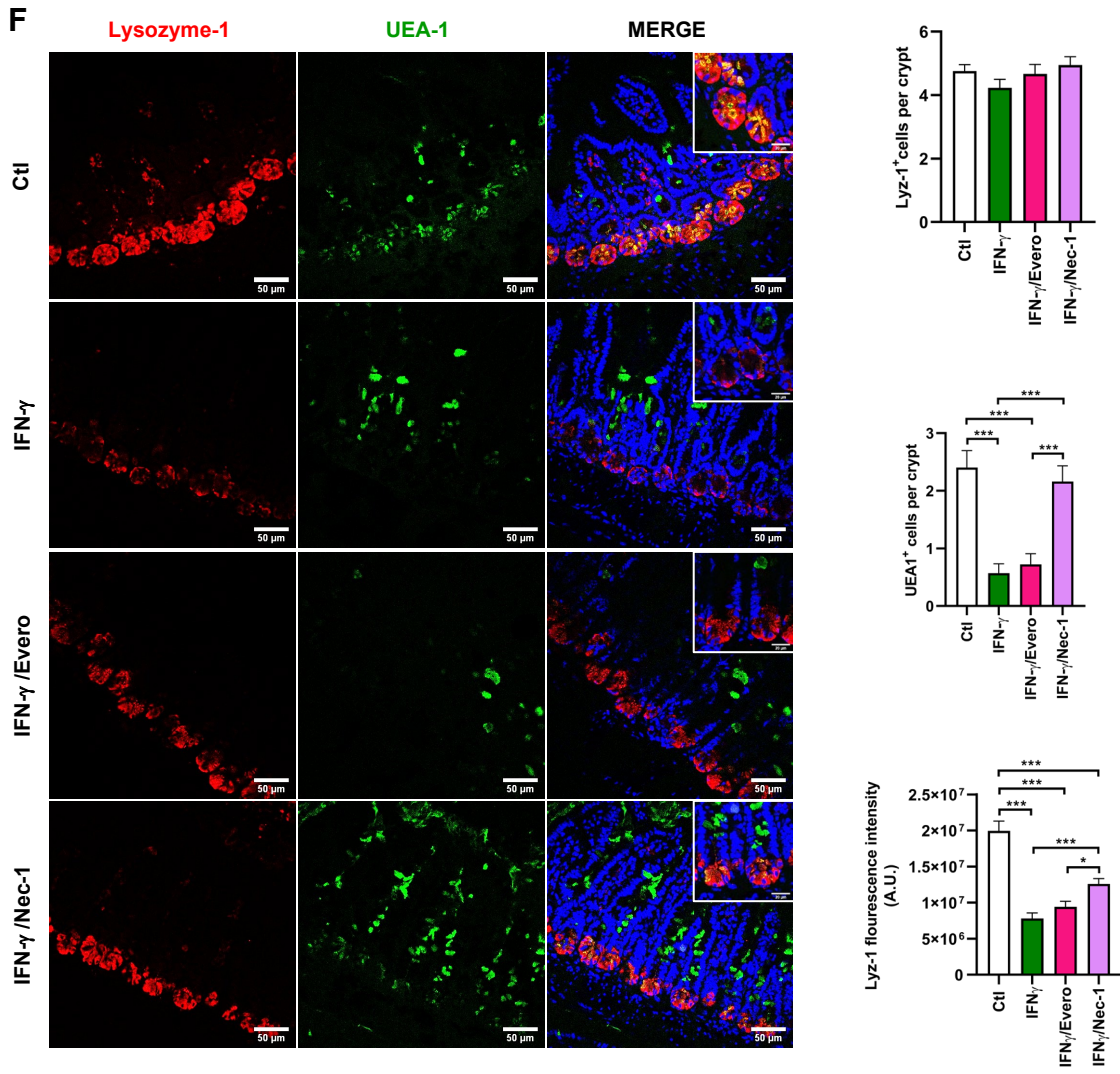 F
Lysozyme-1
UEA-1
MERGE
Ctl
50 µm
50 µm
50 µm
IFN-γ
50 µm
50 µm
50 µm
20 µm
IFN-γ /Evero
50 µm
50 µm
50 µm
20 µm
IFN-γ /Nec-1
50 µm
50 µm
50 µm
Lyz-1⁺cells per crypt
6
4
2
0
Ctl
IFN-γ
IFN-γ/Evero
IFN-γ/Nec-1
UEA1⁺ cells per crypt
3
2
1
0
***
***
***
***
Ctl
IFN-γ
IFN-γ/Evero
IFN-γ/Nec-1
Lyz-1 flourescence intensity
(A.U.)
2.5×10⁷
2×10⁷
1.5×10⁷
1×10⁷
5×10⁶
0
***
***
***
***
*
Ctl
IFNγ
IFNγ/Evero
IFNγ/Nec-1